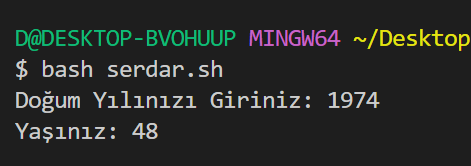 D@DESKTOP-BVOHUUP MINGW64 ~/Desktop
$ bash serdar.sh
Doğum Yılınızı Giriniz: 1974
Yaşınız: 48